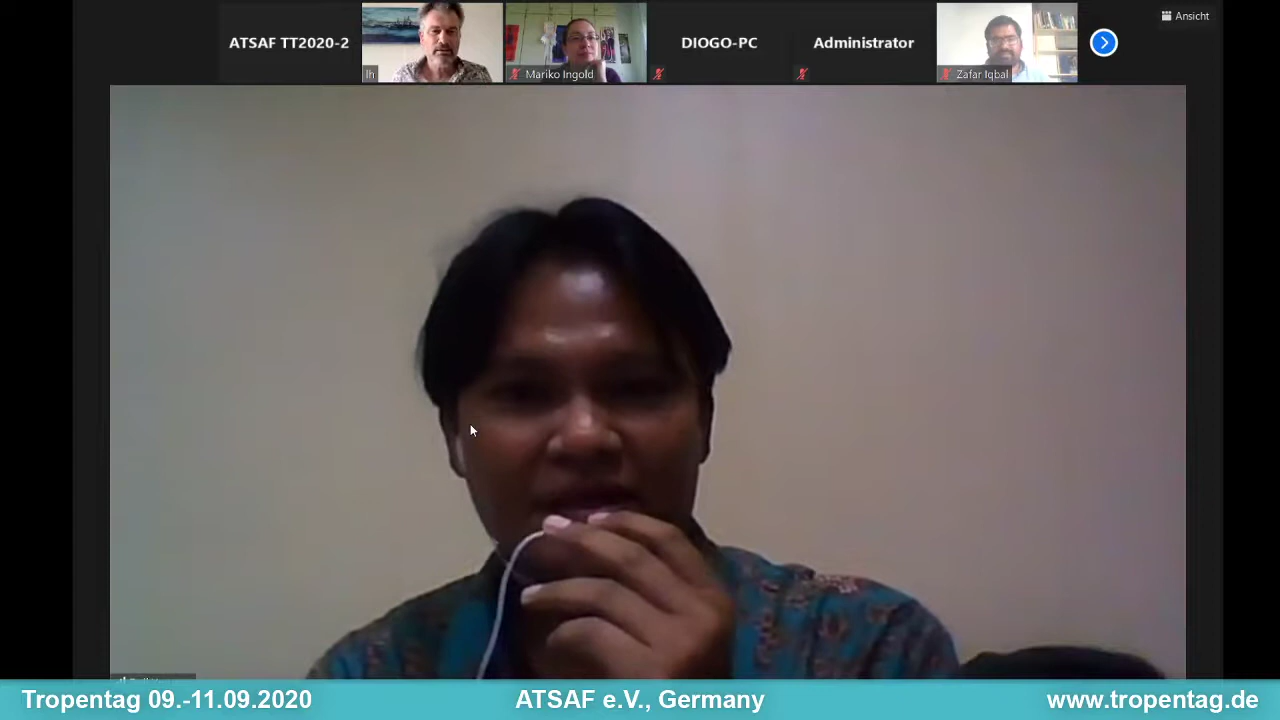 ATSAF TT2020-2
lh
Mariko Ingold
DIOGO-PC
Administrator
Zafar Iqbal
Ansicht
Tropentag 09.-11.09.2020
ATSAF e.V., Germany
www.tropentag.de